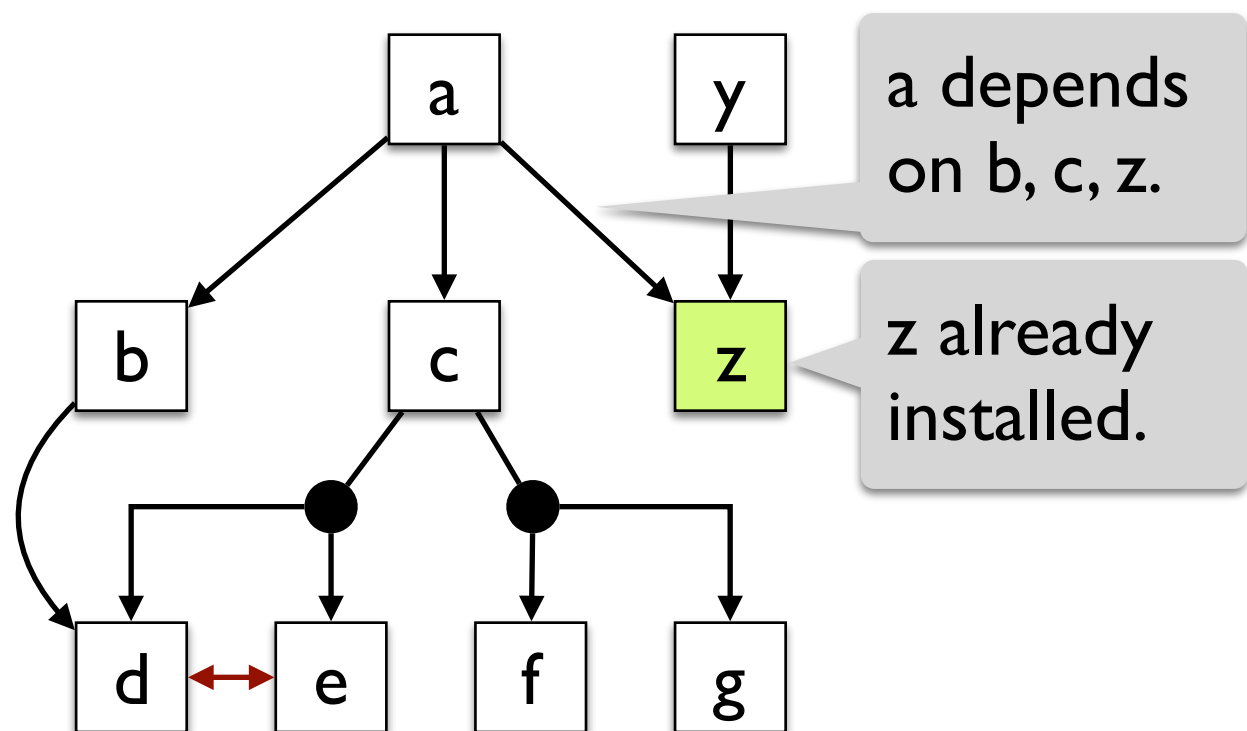 a
y
a depends
on b, c, z.
b
c
z
z already
installed.
d
e
f
g